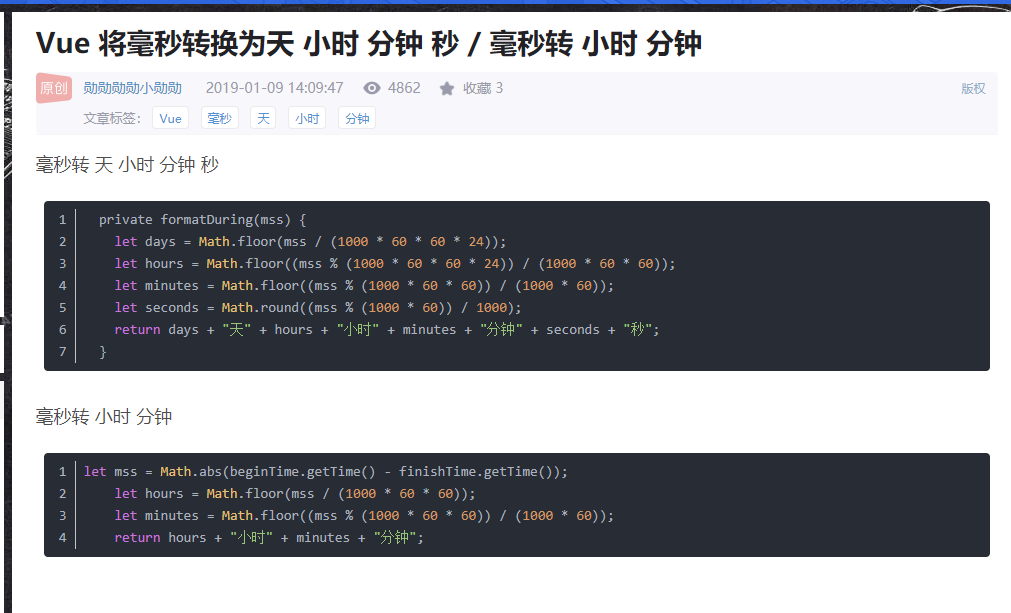 Vue 将毫秒转换为天 小时 分钟 秒 / 毫秒转 小时 分钟
原创 勋勋勋勋小勋勋 2019-01-09 14:09:47 4862 收藏 3 版权
文章标签： Vue 毫秒 天 小时 分钟
毫秒转 天 小时 分钟 秒
1 private formatDuring(mss) {
2 let days = Math.floor(mss / (1000 * 60 * 60 * 24));
3 let hours = Math.floor((mss % (1000 * 60 * 60 * 24)) / (1000 * 60 * 60));
4 let minutes = Math.floor((mss % (1000 * 60 * 60)) / (1000 * 60));
5 let seconds = Math.round((mss % (1000 * 60)) / 1000);
6 return days + "天" + hours + "小时" + minutes + "分钟" + seconds + "秒";
7 }
毫秒转 小时 分钟
1 let mss = Math.abs(beginTime.getTime() - finishTime.getTime());
2 let hours = Math.floor(mss / (1000 * 60 * 60));
3 let minutes = Math.floor((mss % (1000 * 60 * 60)) / (1000 * 60));
4 return hours + "小时" + minutes + "分钟";